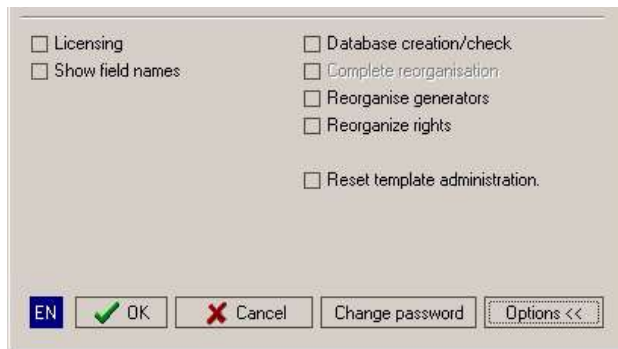 Licensing
Show field names
Database creation/check
Complete reorganisation
Reorganise generators
Reorganize rights
Reset template administration.
EN OK Cancel Change password Options <<